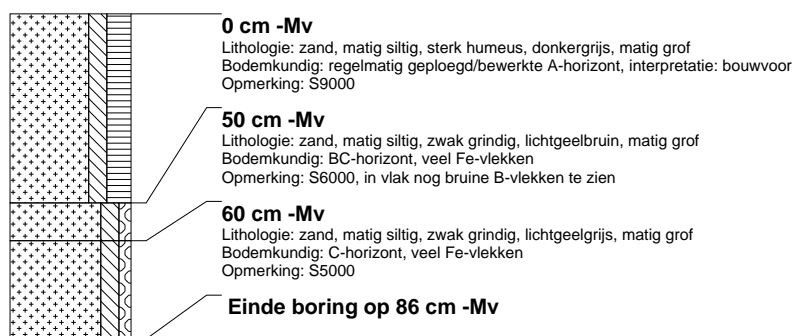 0 cm -Mv
Lithologie: zand, matig siltig, sterk humeus, donkergrijs, matig grof
Bodemkundig: regelmatig geploegd/bewerkte A-horizont, interpretatie: bouwvoor
Opmerking: S9000
50 cm -Mv
Lithologie: zand, matig siltig, zwak grindig, lichtgeelbruin, matig grof
Bodemkundig: BC-horizont, veel Fe-vlekken
Opmerking: S6000, in vlak nog bruine B-vlekken te zien
60 cm -Mv
Lithologie: zand, matig siltig, zwak grindig, lichtgeelgrijs, matig grof
Bodemkundig: C-horizont, veel Fe-vlekken
Opmerking: S5000
Einde boring op 86 cm -Mv